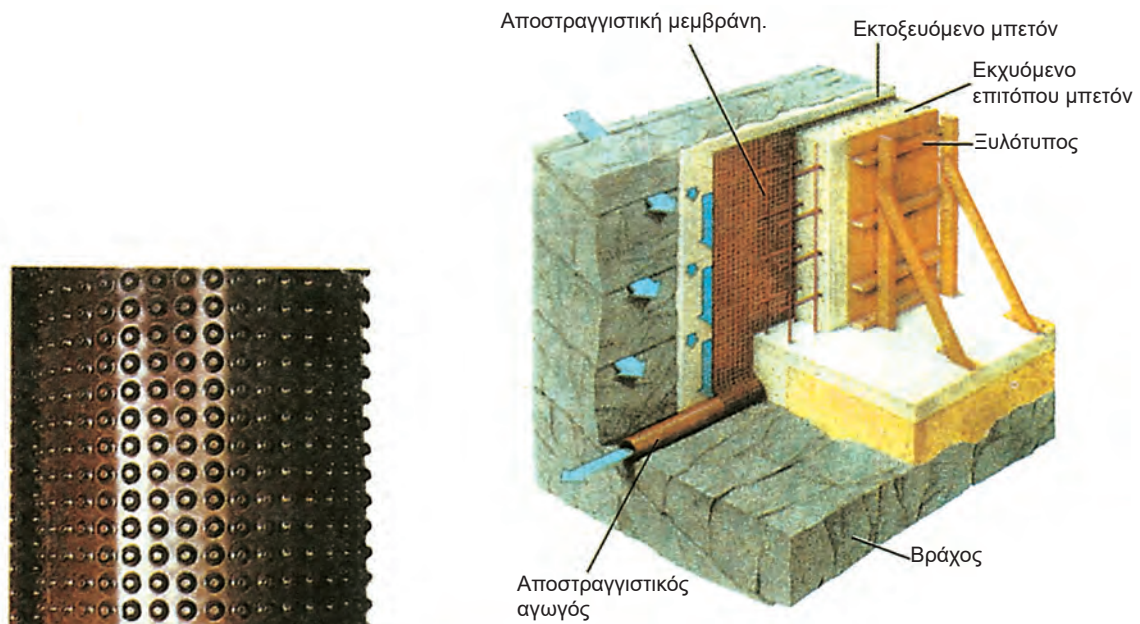 Αποστραγγιστική μεμβράνη.
Εκτοξευόμενο μπετόν
Εκχυόμενο
επιτόπου μπετόν
Ξυλότυπος
Βράχος
Αποστραγγιστικός
αγωγός